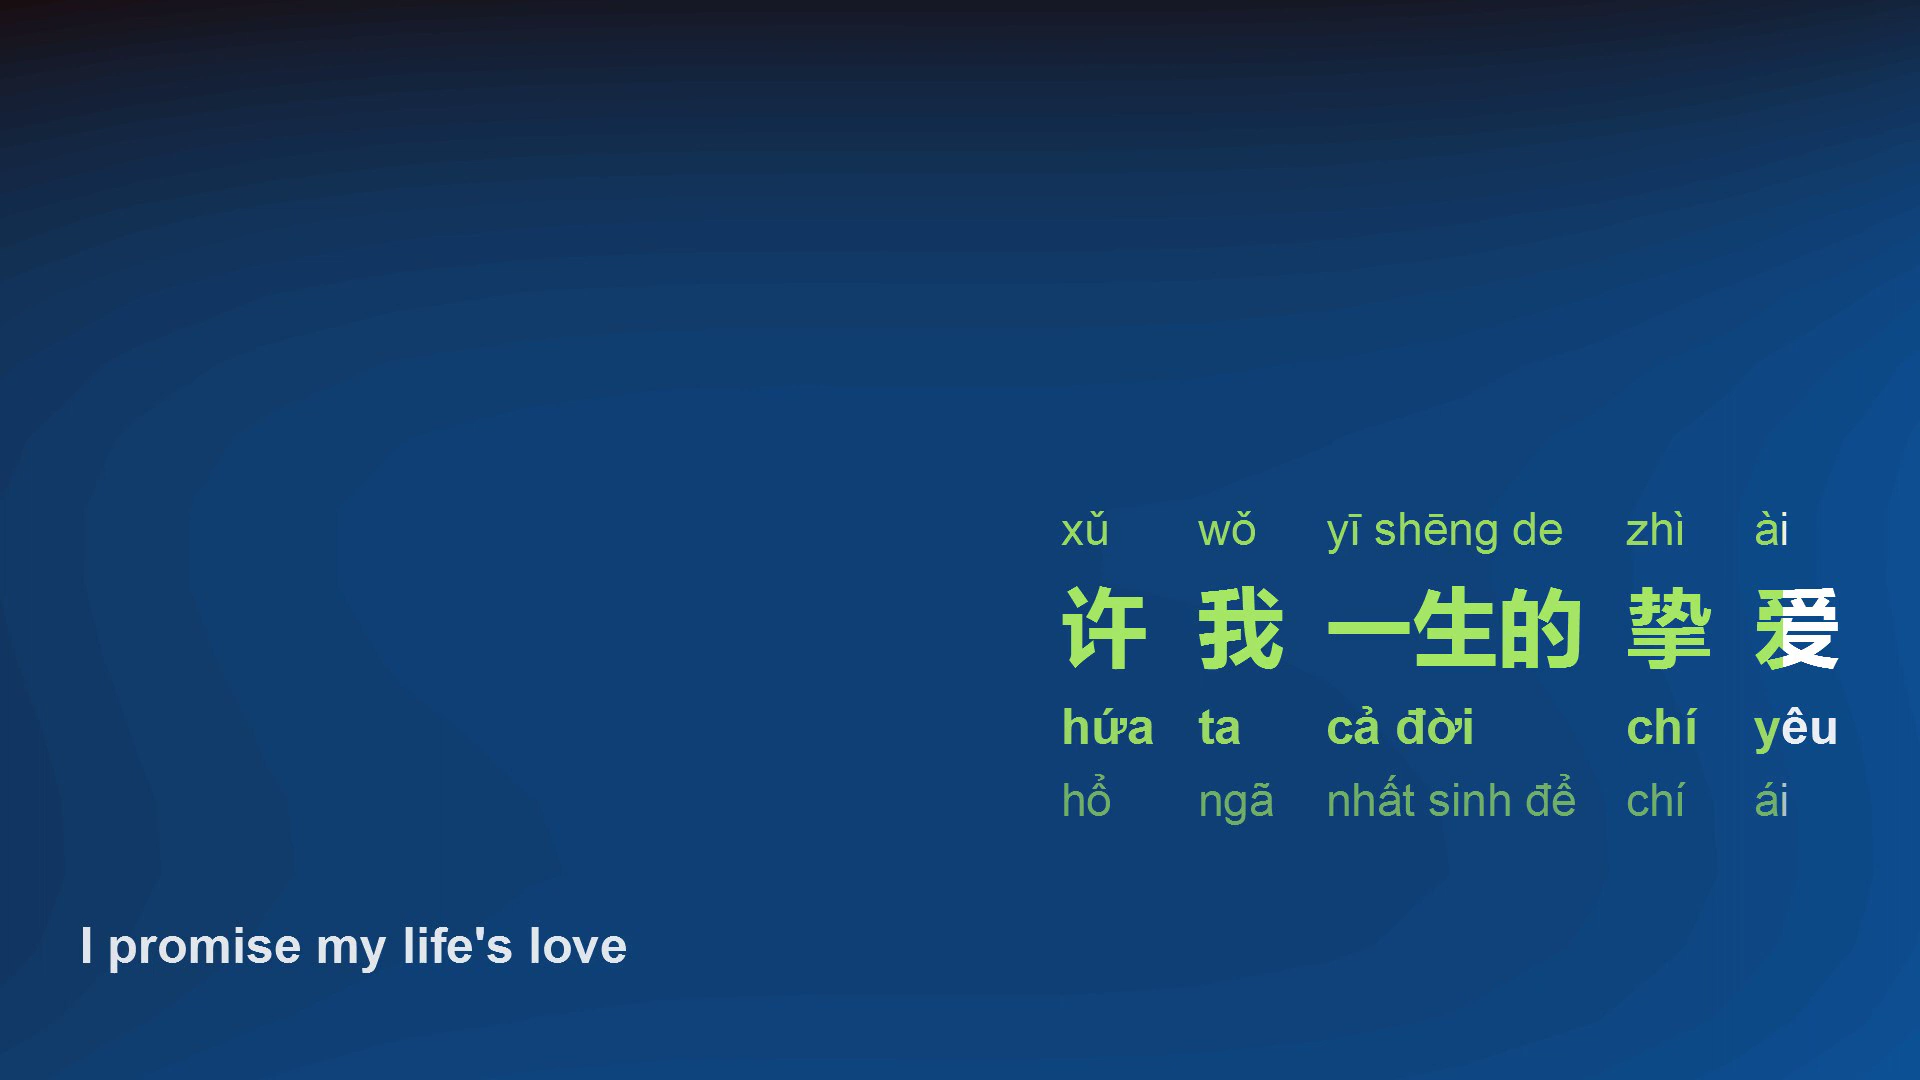 xǔ wǒ yī shēng de zhì ài
许 我 一生的 挚 爱
hứa ta cả đời chí yêu
hổ ngã nhất sinh để chí ái
I promise my life's love